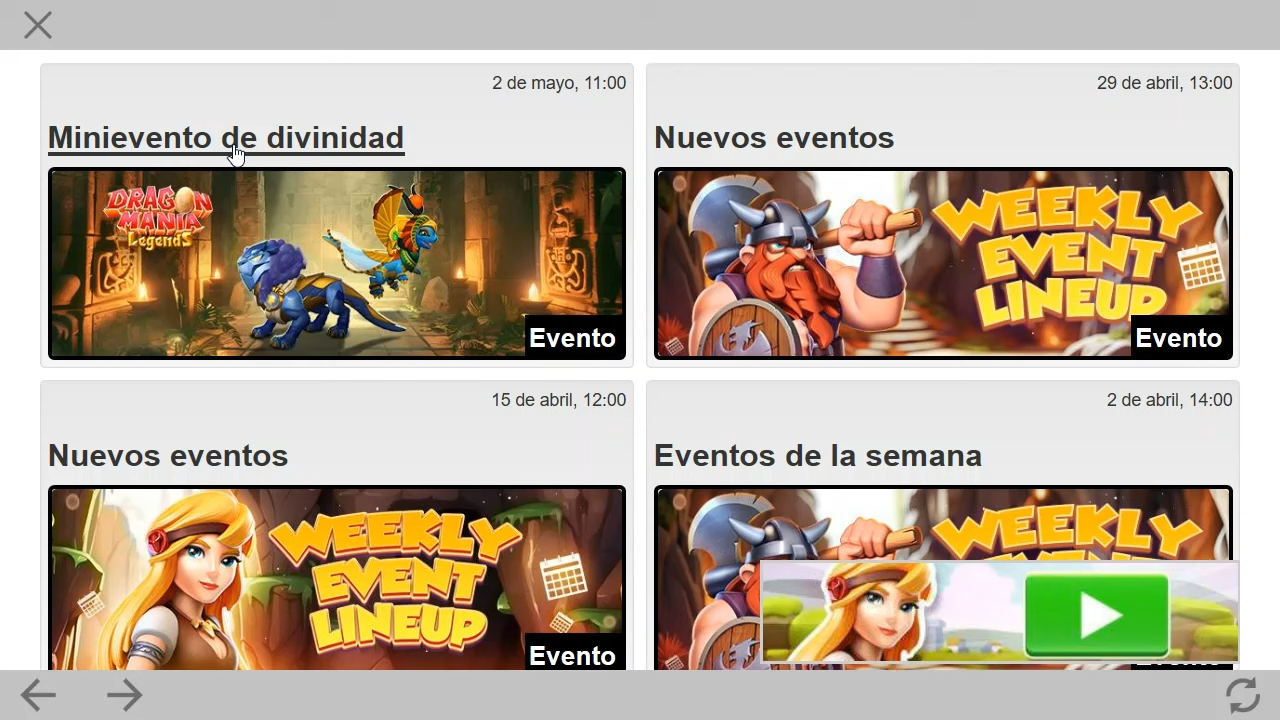 2 de mayo, 11:00
Minievento de divinidad
DRAGON
MANIA
Legends
Evento
29 de abril, 13:00
Nuevos eventos
WEEKLY
EVENT
LINEUP
Evento
15 de abril, 12:00
Nuevos eventos
WEEKLY
EVENT
LINEUP
Evento
2 de abril, 14:00
Eventos de la semana
WEEKLY